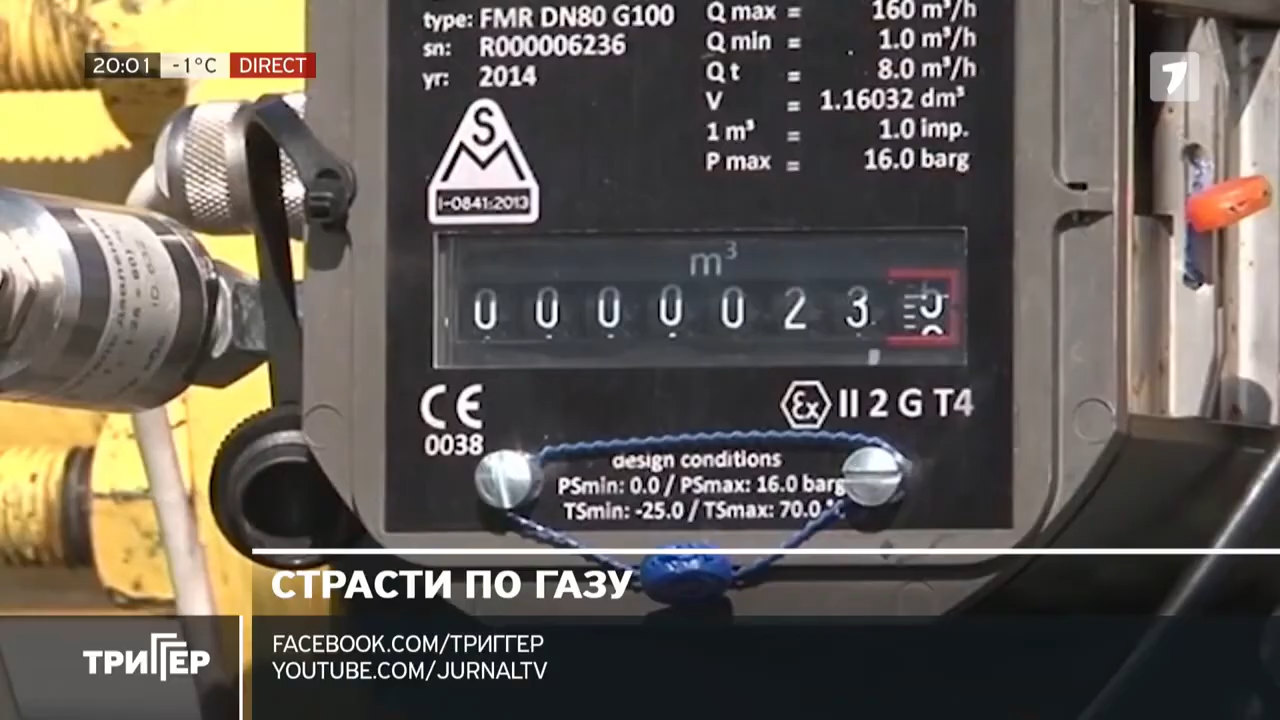 type: FMR DN80 G100
sn: R000006236
yr: 2014
Q max = 160 m³/h
Q min = 1.0 m³/h
Q t = 8.0 m³/h
V = 1.16032 dm³
1 m³ = 1.0 imp.
P max = 16.0 barg
20:01 -1°C DIRECT
7
S
M
I-0841:2013
m³
0 0 0 0 0 2 3
CE
0038
Ex II 2 G T4
design conditions
PSmin: 0.0 / PSmax: 16.0 barg
TSmin: -25.0 / TSmax: 70.0
СТРАСТИ ПО ГАЗУ
ТРИГГЕР
FACEBOOK.COM/ТРИГГЕР
YOUTUBE.COM/JURNALTV